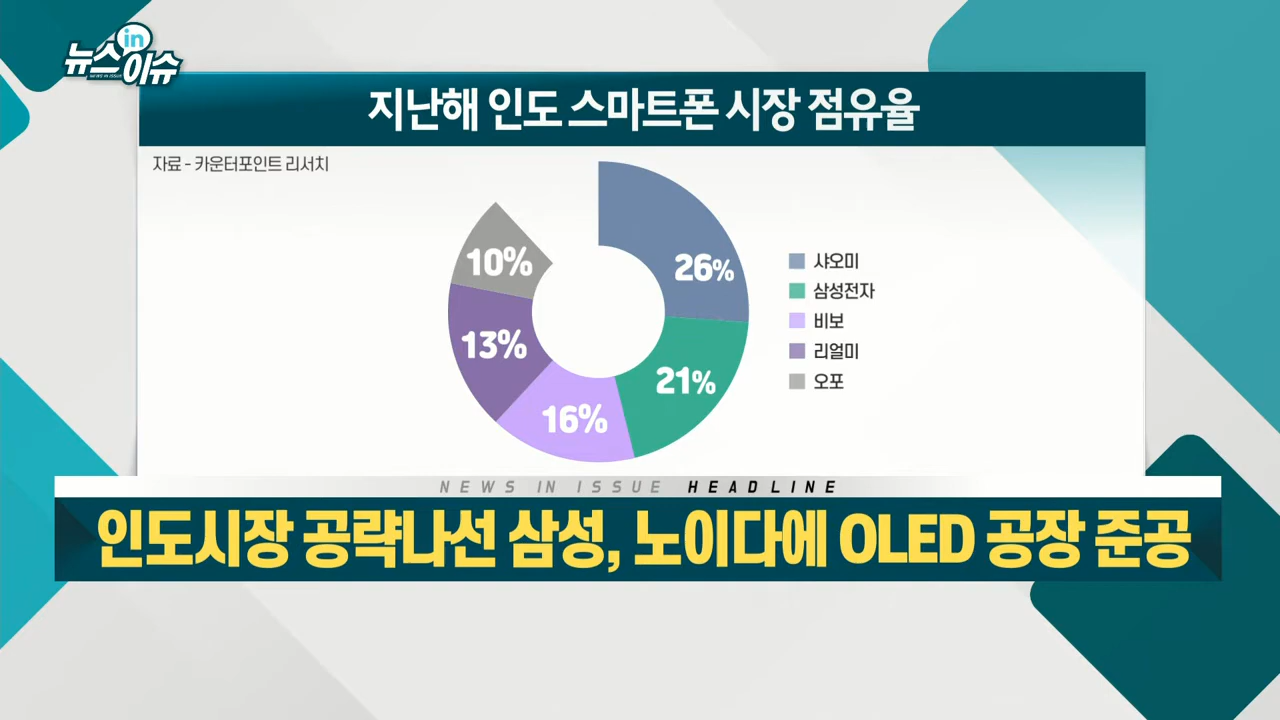 뉴스in이슈
NEWS IN ISSUE
지난해 인도 스마트폰 시장 점유율
자료 - 카운터포인트 리서치
26%
21%
16%
13%
10%
샤오미
삼성전자
비보
리얼미
오포
NEWS IN ISSUE HEADLINE
인도시장 공략나선 삼성, 노이다에 OLED 공장 준공